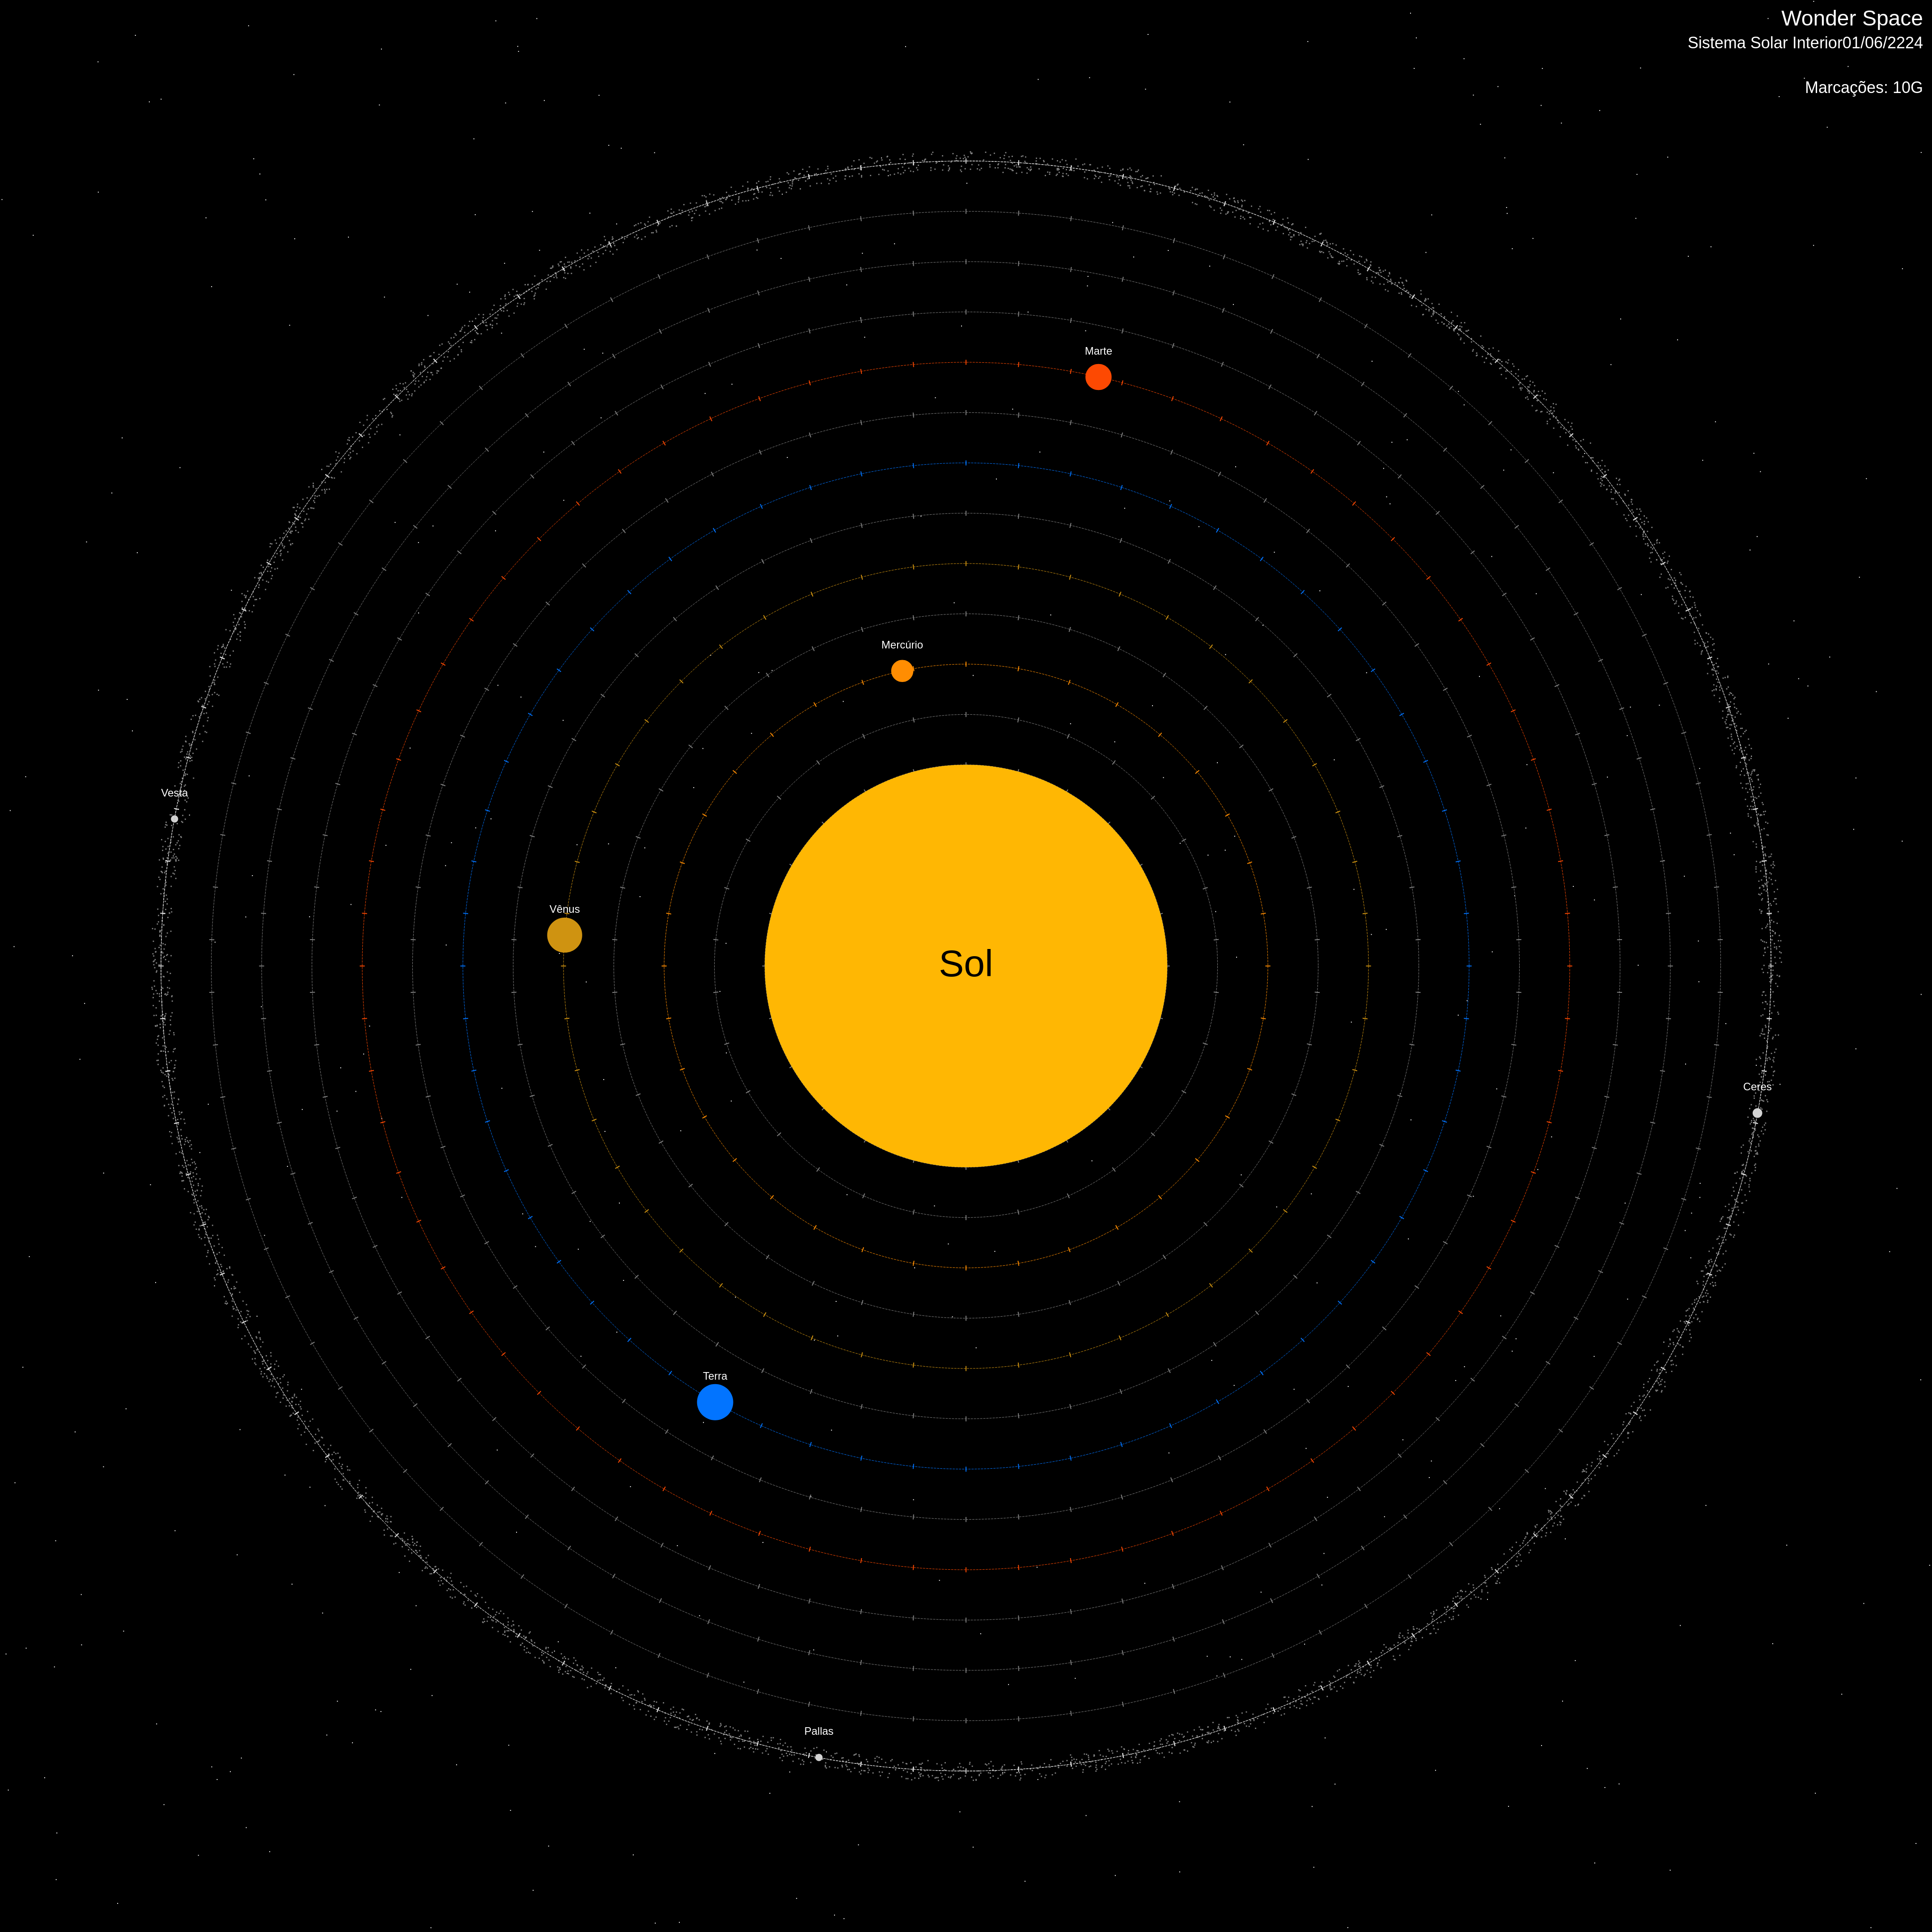 Wonder Space
Sistema Solar Interior01/06/2224
Marcações: 10G
Marte
Mercúrio
Vesta
Vênus
Sol
Ceres
Terra
Pallas